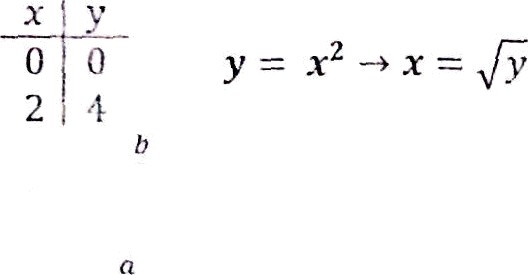 x y
0 0
2 4
y = x² → x = √y
b
a